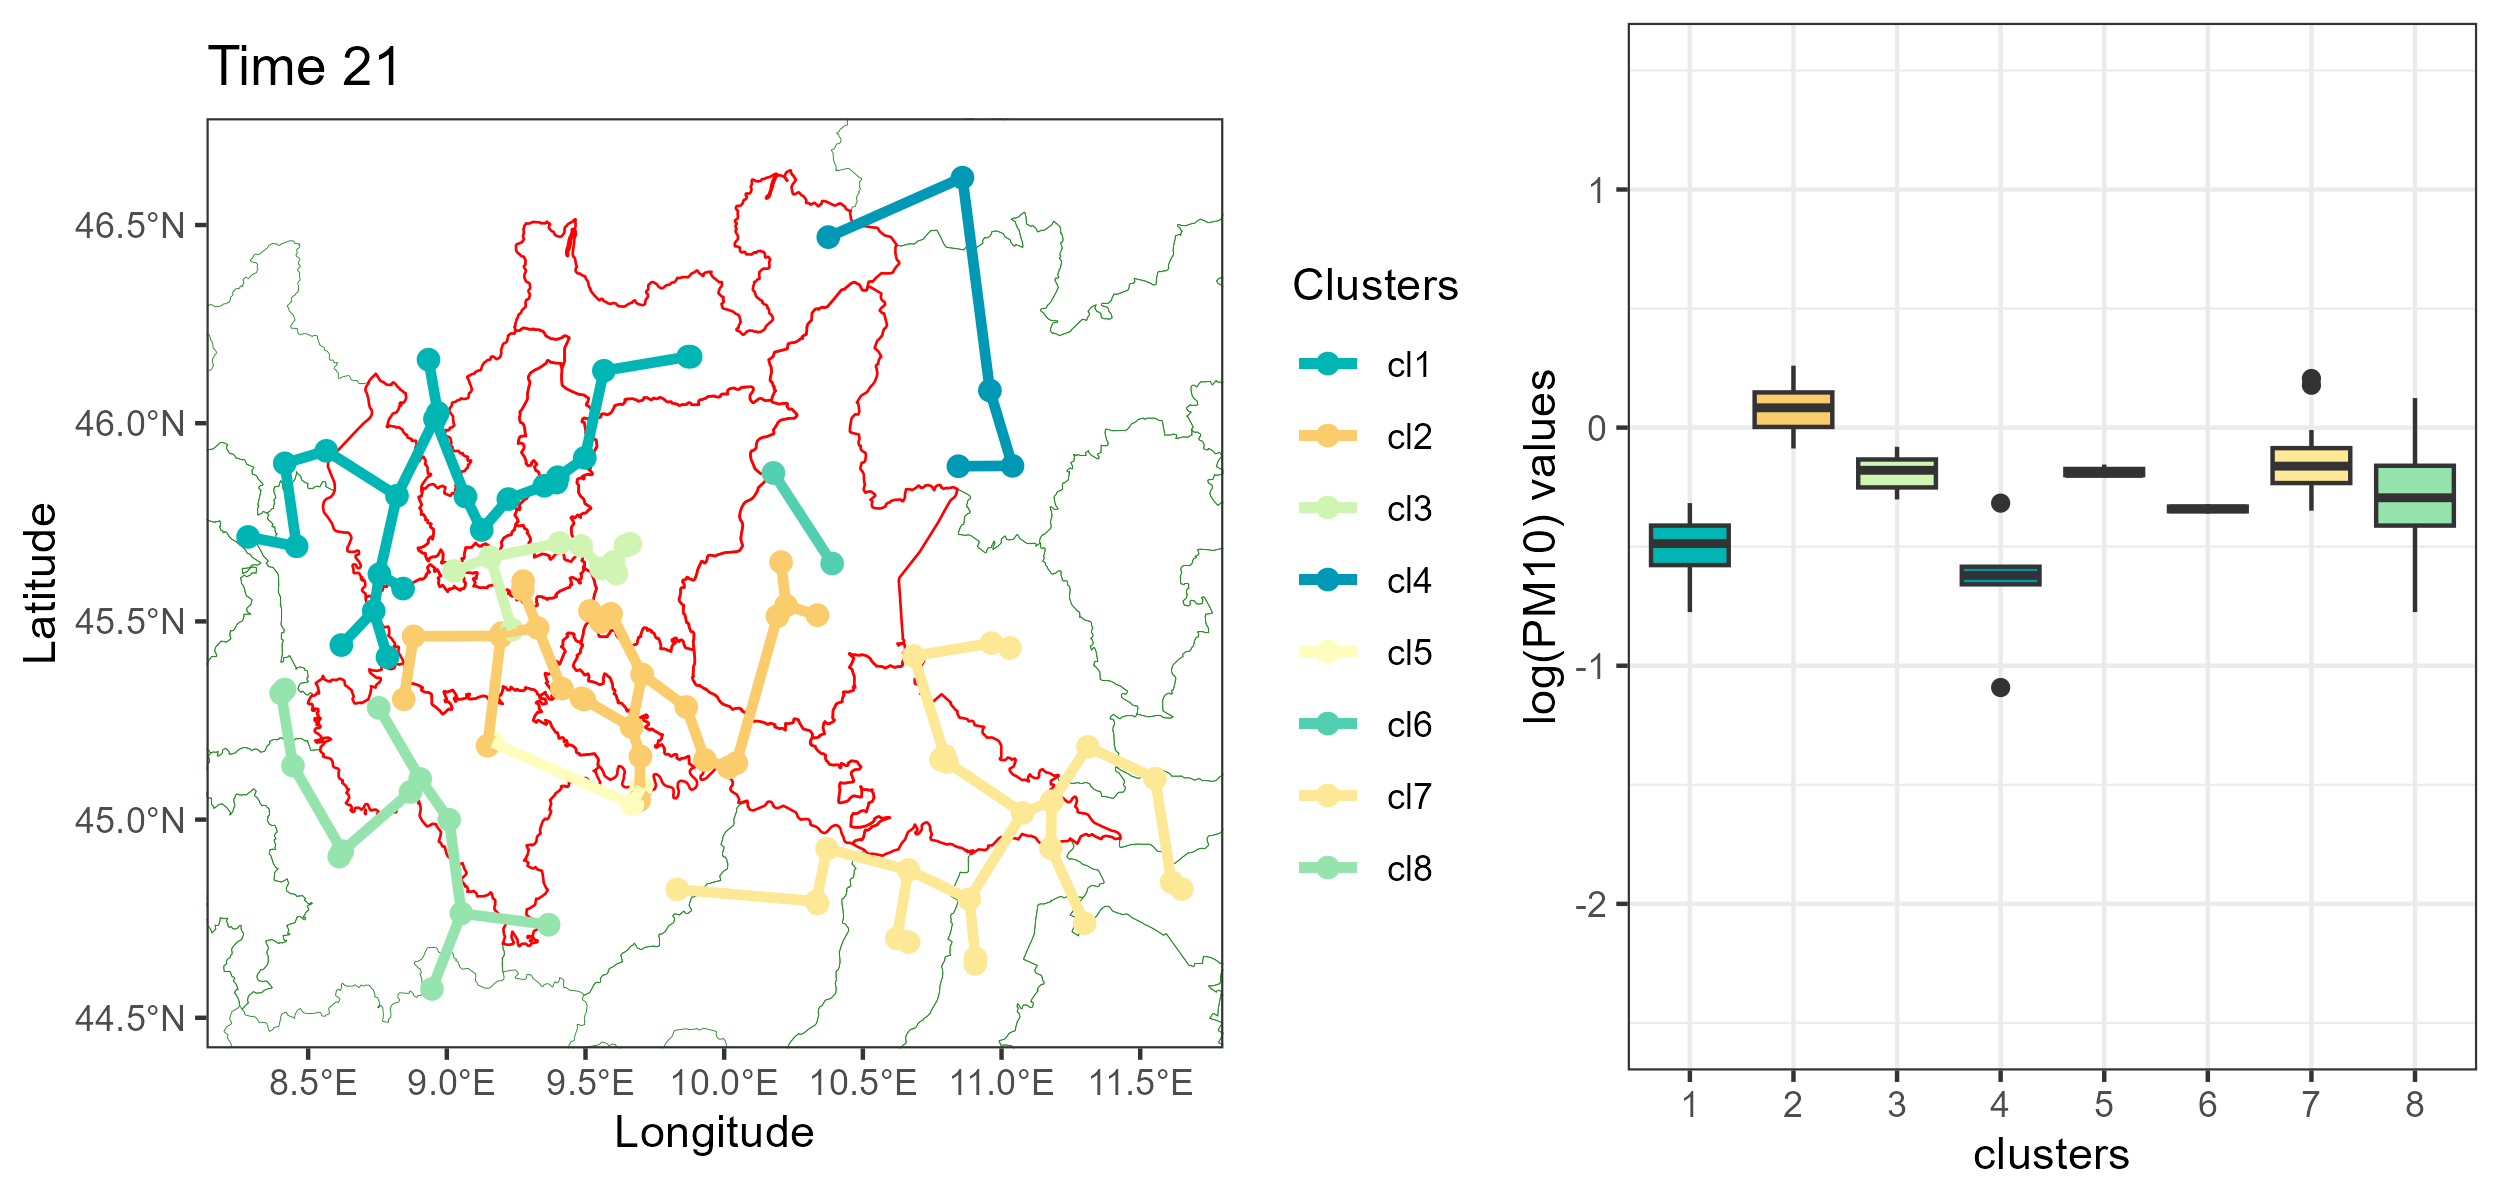 Time 21
46.5°N
46.0°N
45.5°N
45.0°N
44.5°N
Latitude
8.5°E 9.0°E 9.5°E 10.0°E 10.5°E 11.0°E 11.5°E
Longitude
Clusters
cl1
cl2
cl3
cl4
cl5
cl6
cl7
cl8
log(PM10) values
1
0
-1
-2
1 2 3 4 5 6 7 8
clusters